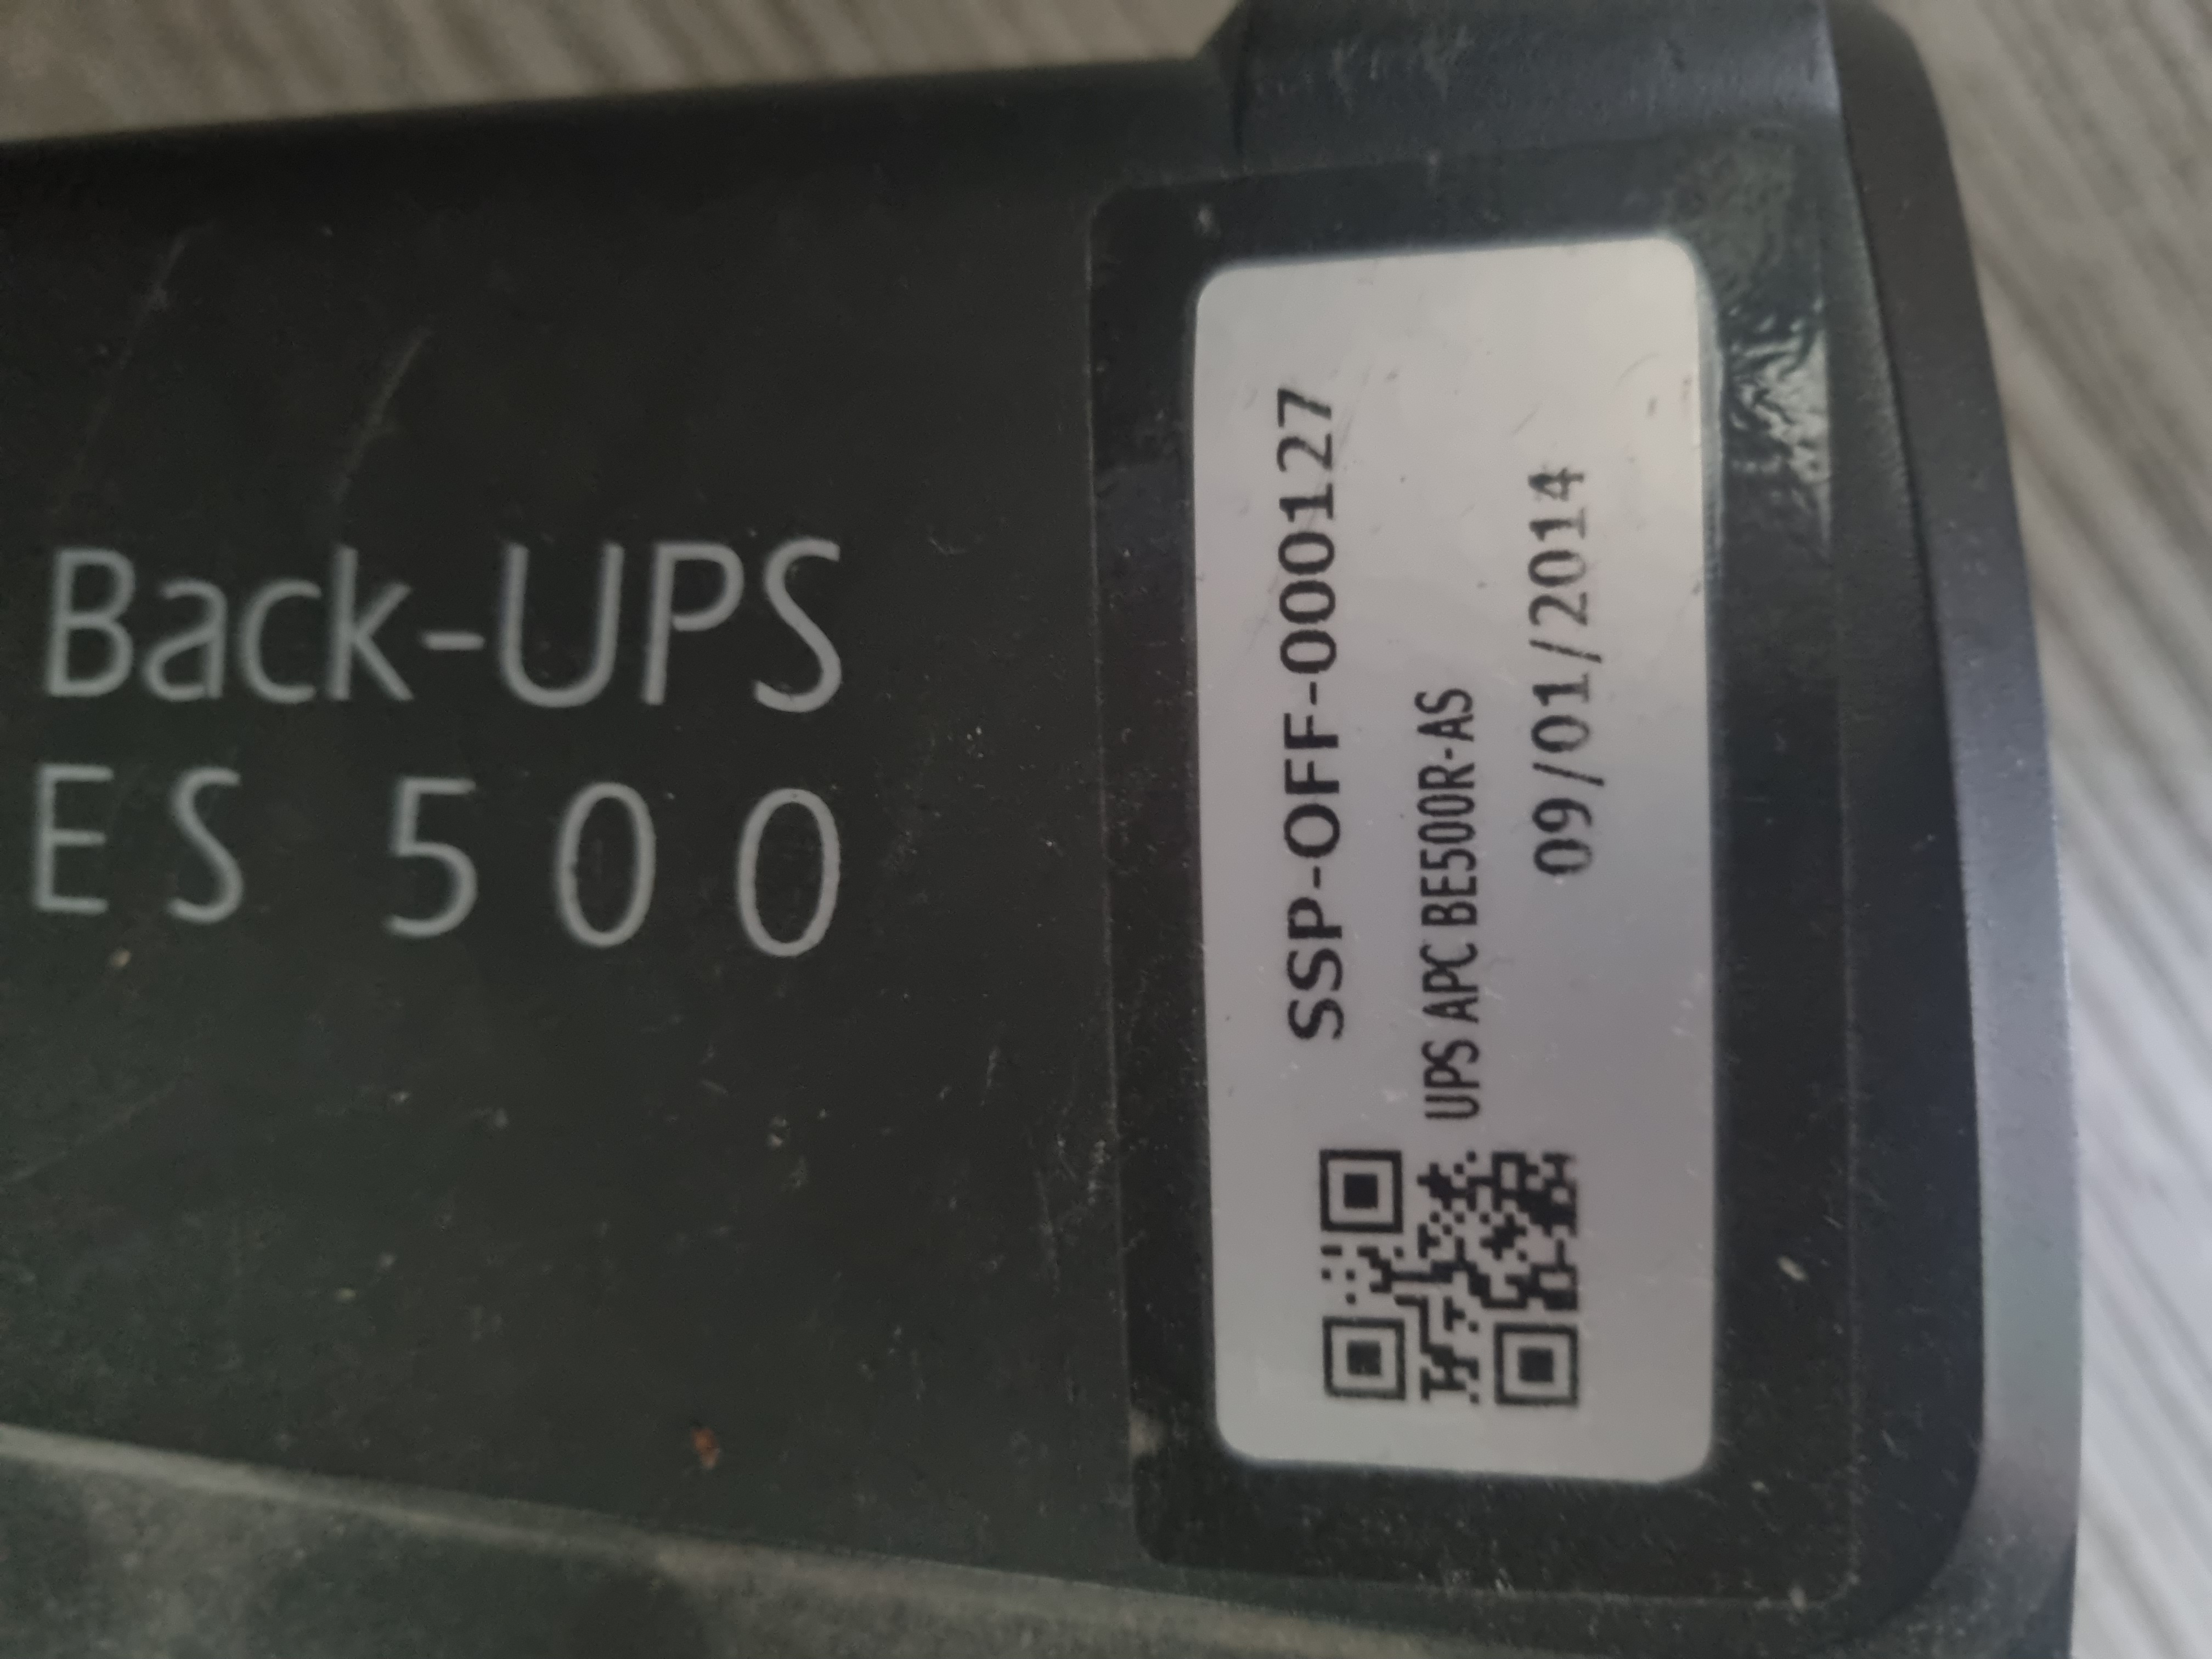 Back-UPS
ES 500
SSP-OFF-000127
UPS APC BE500R-AS
09/01/2014